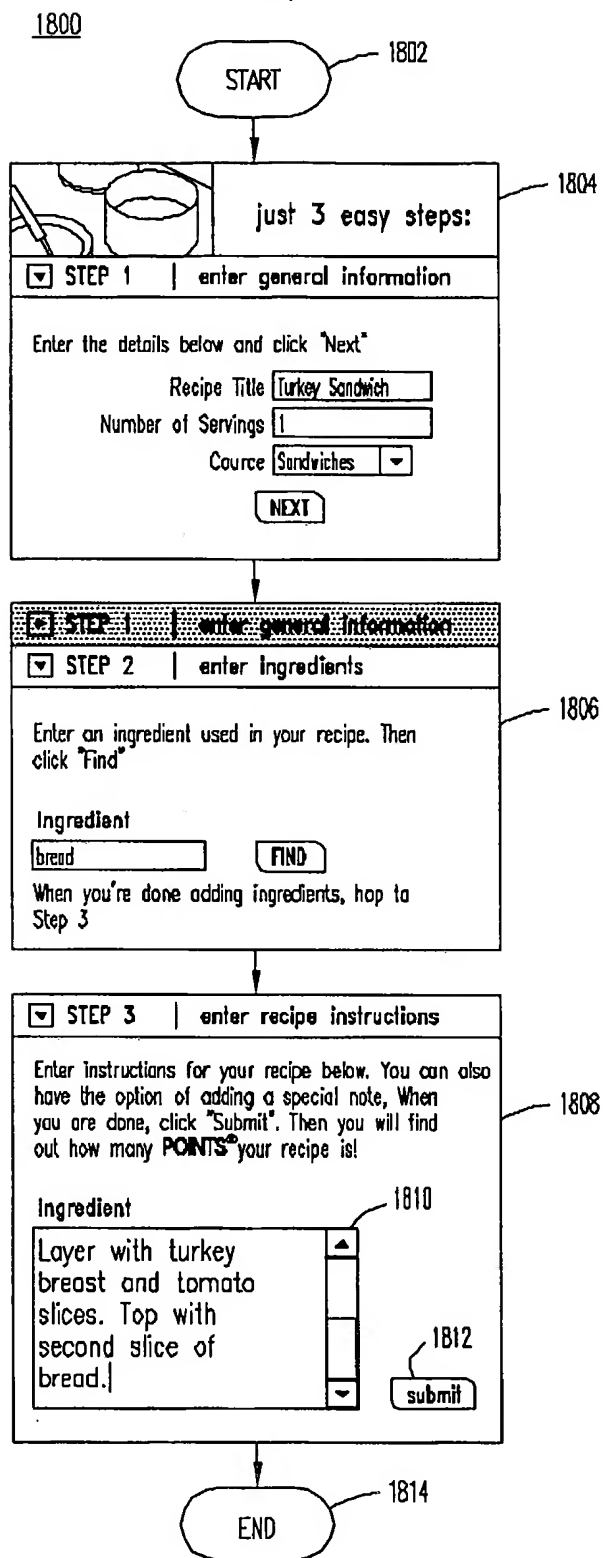 1800
START
1802
just 3 easy steps:
1804
STEP 1 | enter general information
Enter the details below and click "Next"
Recipe Title Turkey Sandwich
Number of Servings 1
Cource Sandwiches
NEXT
STEP 1 | enter general information
STEP 2 | enter ingredients
1806
Enter an ingredient used in your recipe. Then
click "Find"
Ingredient
bread FIND
When you're done adding ingredients, hop to
Step 3
STEP 3 | enter recipe instructions
Enter instructions for your recipe below. You can also
have the option of adding a special note, When
you are done, click "Submit". Then you will find
out how many POINTS® your recipe is!
1808
Ingredient
1810
Layer with turkey
breast and tomato
slices. Top with
second slice of
bread.
1812
submit
1814
END